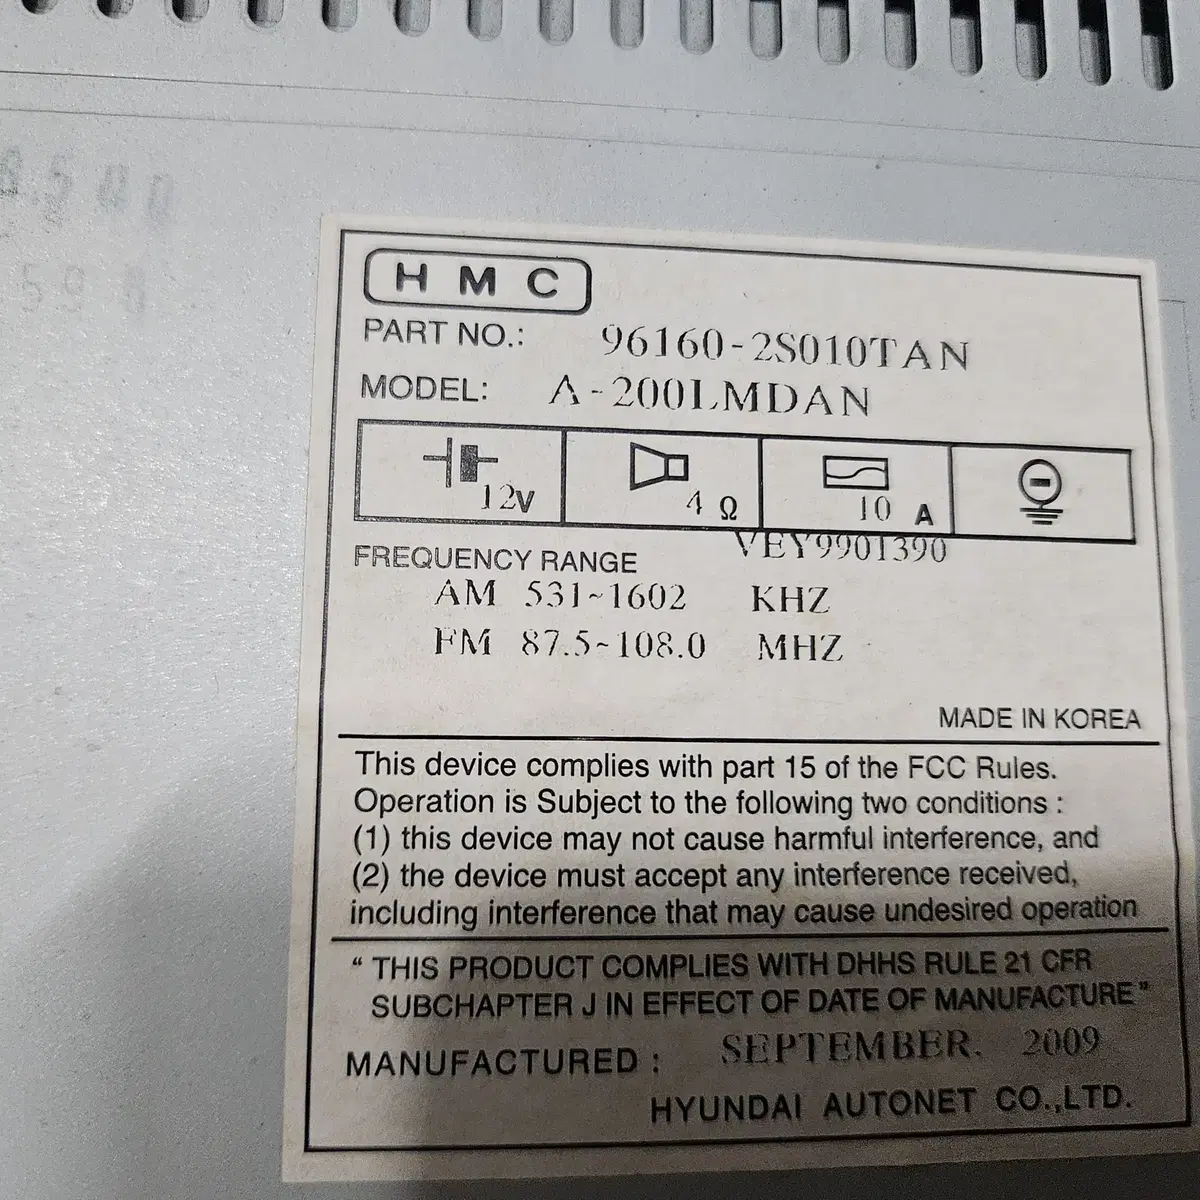 HMC
PART NO.: 96160-2S010TAN
MODEL: A-200LMDAN
12V 4 Ω 10 A
VEY9901390
FREQUENCY RANGE
AM 531~1602 KHZ
FM 87.5~108.0 MHZ
MADE IN KOREA
This device complies with part 15 of the FCC Rules.
Operation is Subject to the following two conditions :
(1) this device may not cause harmful interference, and
(2) the device must accept any interference received,
including interference that may cause undesired operation
“ THIS PRODUCT COMPLIES WITH DHHS RULE 21 CFR
SUBCHAPTER J IN EFFECT OF DATE OF MANUFACTURE”
MANUFACTURED : SEPTEMBER. 2009
HYUNDAI AUTONET CO.,LTD.